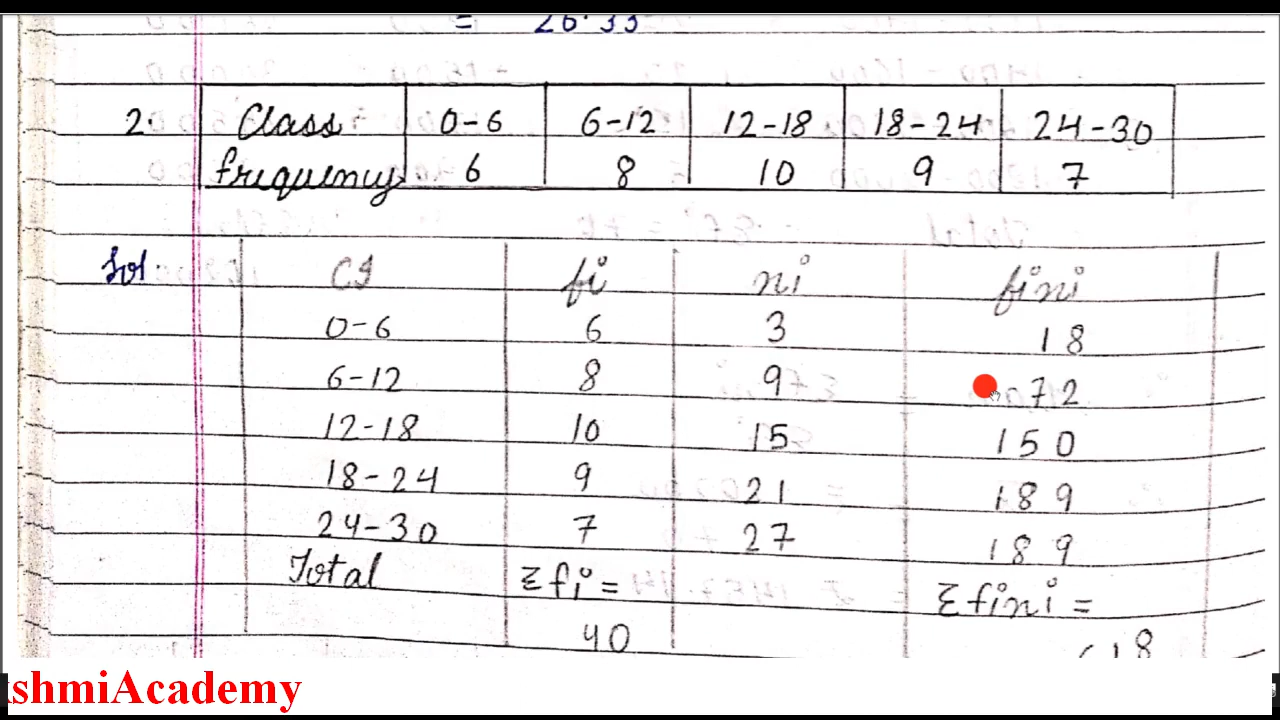 = 26.33
2. Class 0-6 6-12 12-18 18-24 24-30
frequency 6 8 10 9 7
Sol. CI fi xi fixi
0-6 6 3 18
6-12 8 9 72
12-18 10 15 150
18-24 9 21 189
24-30 7 27 189
Total Σfi = Σfixi =
40 618
shmiAcademy